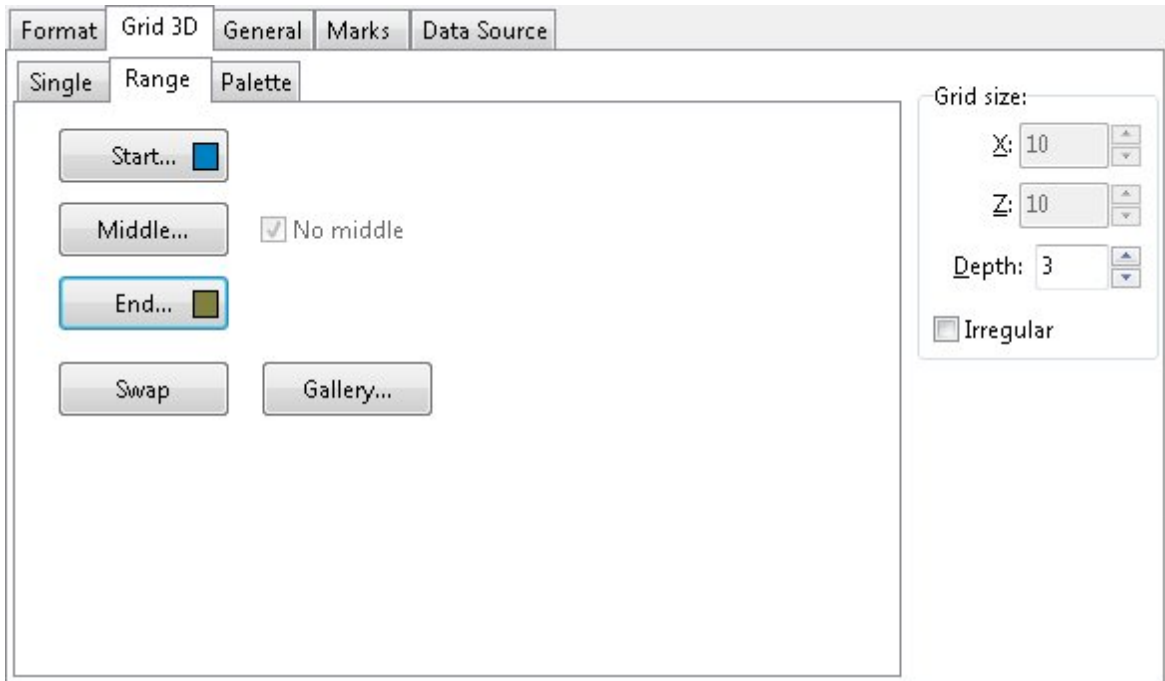 Format Grid 3D General Marks Data Source
Single Range Palette
Grid size:
Start...
X: 10
Middle... No middle
Z: 10
Depth: 3
End...
Irregular
Swap Gallery...